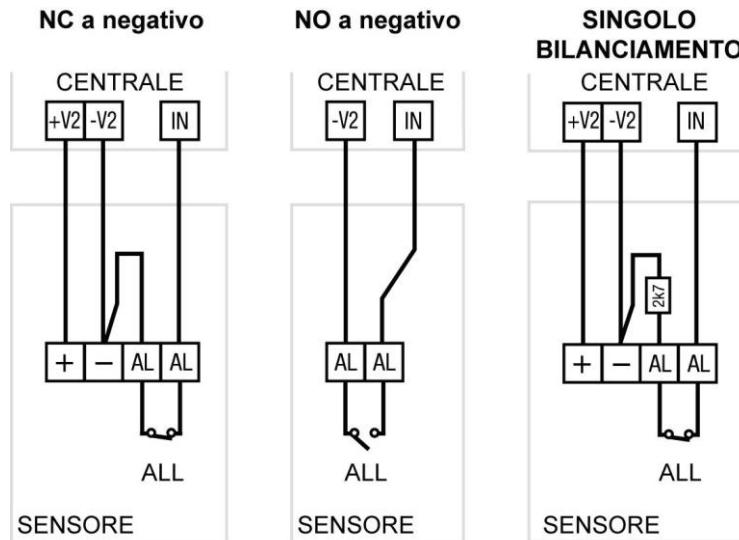 NC a negativo
CENTRALE
+V2 -V2 IN
+ − AL AL
ALL
SENSORE
NO a negativo
CENTRALE
-V2 IN
AL AL
ALL
SENSORE
SINGOLO
BILANCIAMENTO
CENTRALE
+V2 -V2 IN
2k7
+ − AL AL
ALL
SENSORE